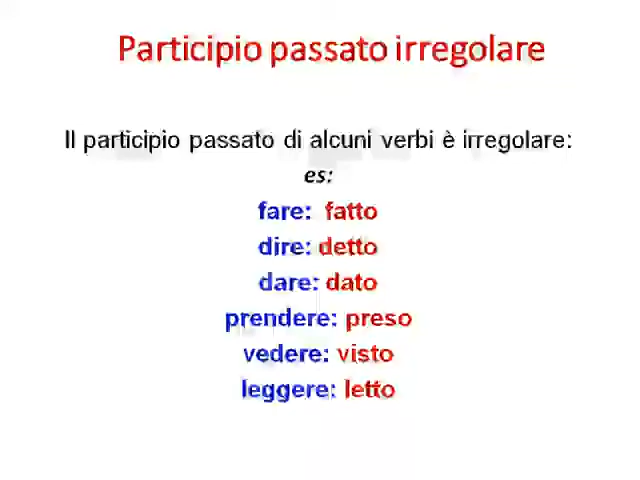 Participio passato irregolare
Il participio passato di alcuni verbi è irregolare:
es:
fare: fatto
dire: detto
dare: dato
prendere: preso
vedere: visto
leggere: letto